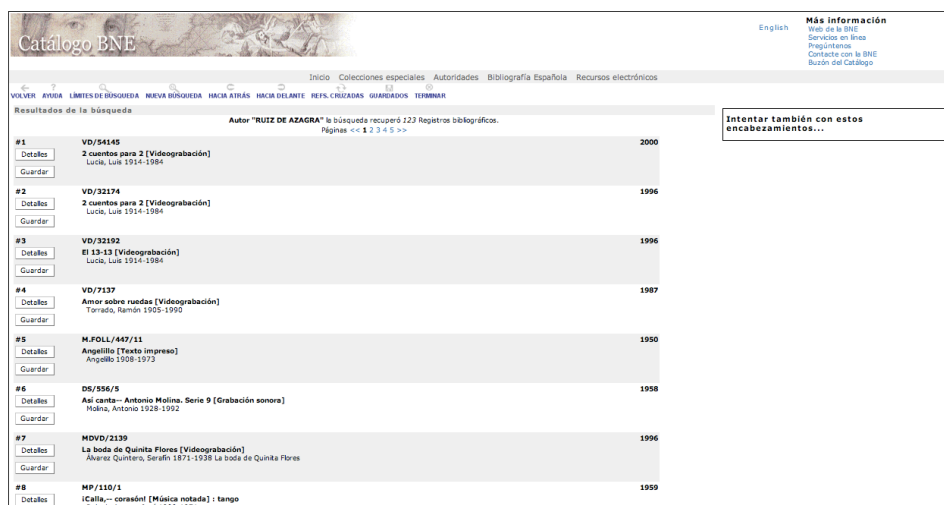 Catálogo BNE
English
Más información
Web de la BNE
Servicios en línea
Pregúntenos
Contacte con la BNE
Buzón del Catálogo
Inicio Colecciones especiales Autoridades Bibliografía Española Recursos electrónicos
VOLVER AYUDA LÍMITES DE BÚSQUEDA NUEVA BÚSQUEDA HACIA ATRÁS HACIA DELANTE REFS. CRUZADAS GUARDADOS TERMINAR
Resultados de la búsqueda
Autor "RUIZ DE AZAGRA" la búsqueda recuperó 123 Registros bibliográficos.
Páginas << 1 2 3 4 5 >>
Intentar también con estos
encabezamientos...
#1 VD/54145 2000
Detalles 2 cuentos para 2 [Videograbación]
Lucia, Luis 1914-1984
Guardar
#2 VD/32174 1996
Detalles 2 cuentos para 2 [Videograbación]
Lucia, Luis 1914-1984
Guardar
#3 VD/32192 1996
Detalles El 13-13 [Videograbación]
Lucia, Luis 1914-1984
Guardar
#4 VD/7137 1987
Detalles Amor sobre ruedas [Videograbación]
Torrado, Ramón 1905-1990
Guardar
#5 M.FOLL/447/11 1950
Detalles Angelillo [Texto impreso]
Angelillo 1908-1973
Guardar
#6 DS/556/5 1958
Detalles Asi canta-- Antonio Molina. Serie 9 [Grabación sonora]
Molina, Antonio 1928-1992
Guardar
#7 MDVD/2139 1996
Detalles La boda de Quinita Flores [Videograbación]
Álvarez Quintero, Serafín 1871-1938 La boda de Quinita Flores
Guardar
#8 MP/110/1 1959
Detalles ¡Calla,-- corasón! [Música notada] : tango